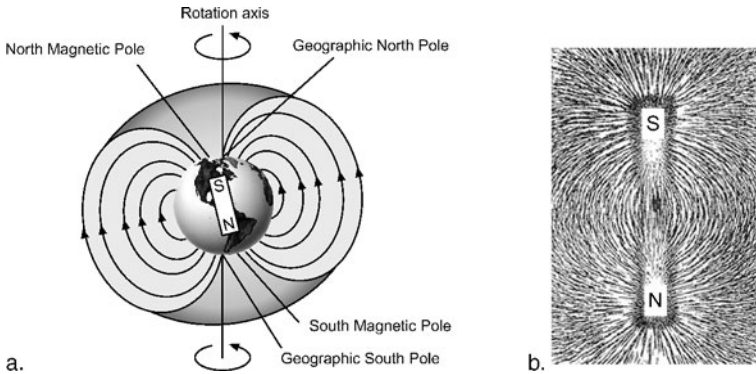 Rotation axis
North Magnetic Pole
Geographic North Pole
S
N
South Magnetic Pole
Geographic South Pole
a.
S
N
b.